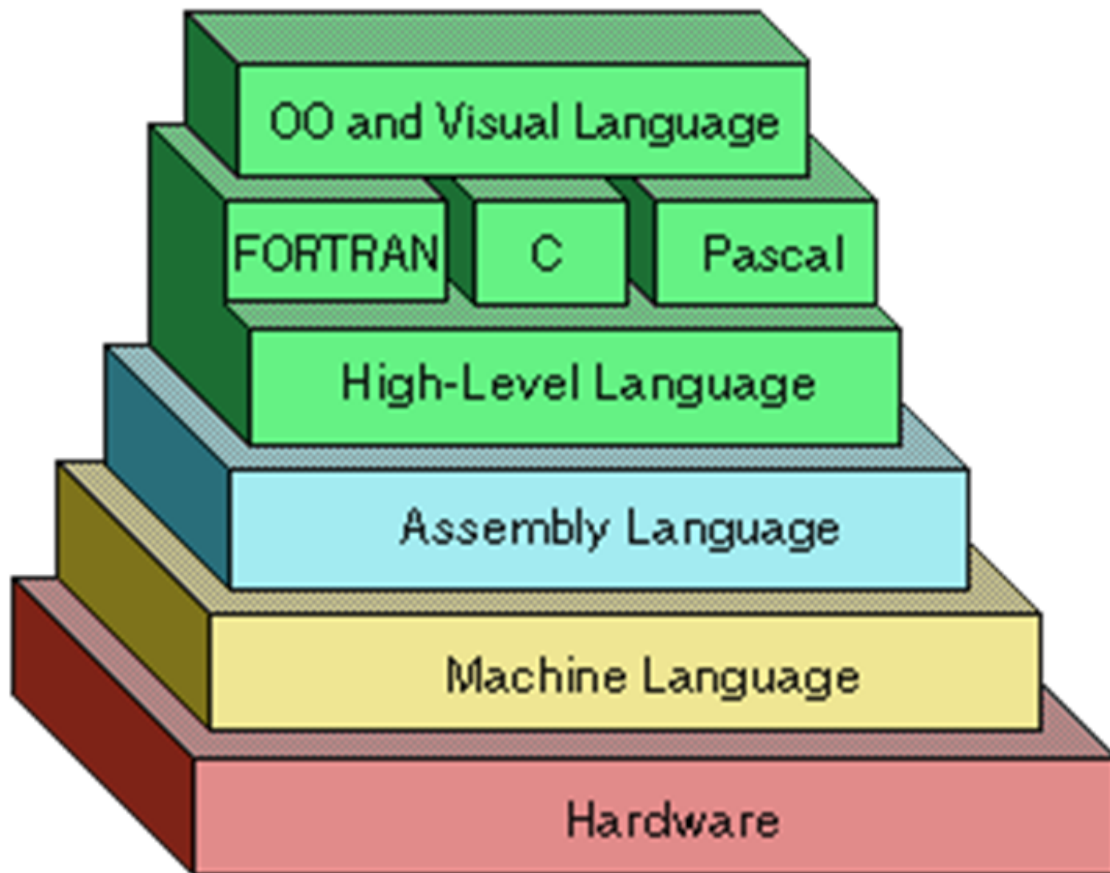 OO and Visual Language
FORTRAN C Pascal
High-Level Language
Assembly Language
Machine Language
Hardware